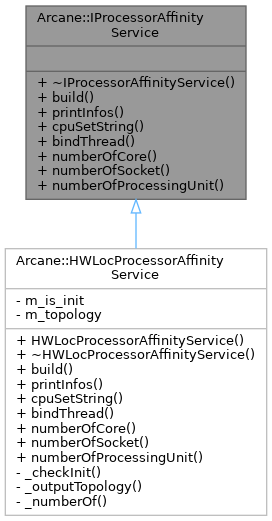 Arcane::IProcessorAffinity
Service
+ ~IProcessorAffinityService()
+ build()
+ printInfos()
+ cpuSetString()
+ bindThread()
+ numberOfCore()
+ numberOfSocket()
+ numberOfProcessingUnit()
Arcane::HWLocProcessorAffinity
Service
- m_is_init
- m_topology
+ HWLocProcessorAffinityService()
+ ~HWLocProcessorAffinityService()
+ build()
+ printInfos()
+ cpuSetString()
+ bindThread()
+ numberOfCore()
+ numberOfSocket()
+ numberOfProcessingUnit()
- _checkInit()
- _outputTopology()
- _numberOf()